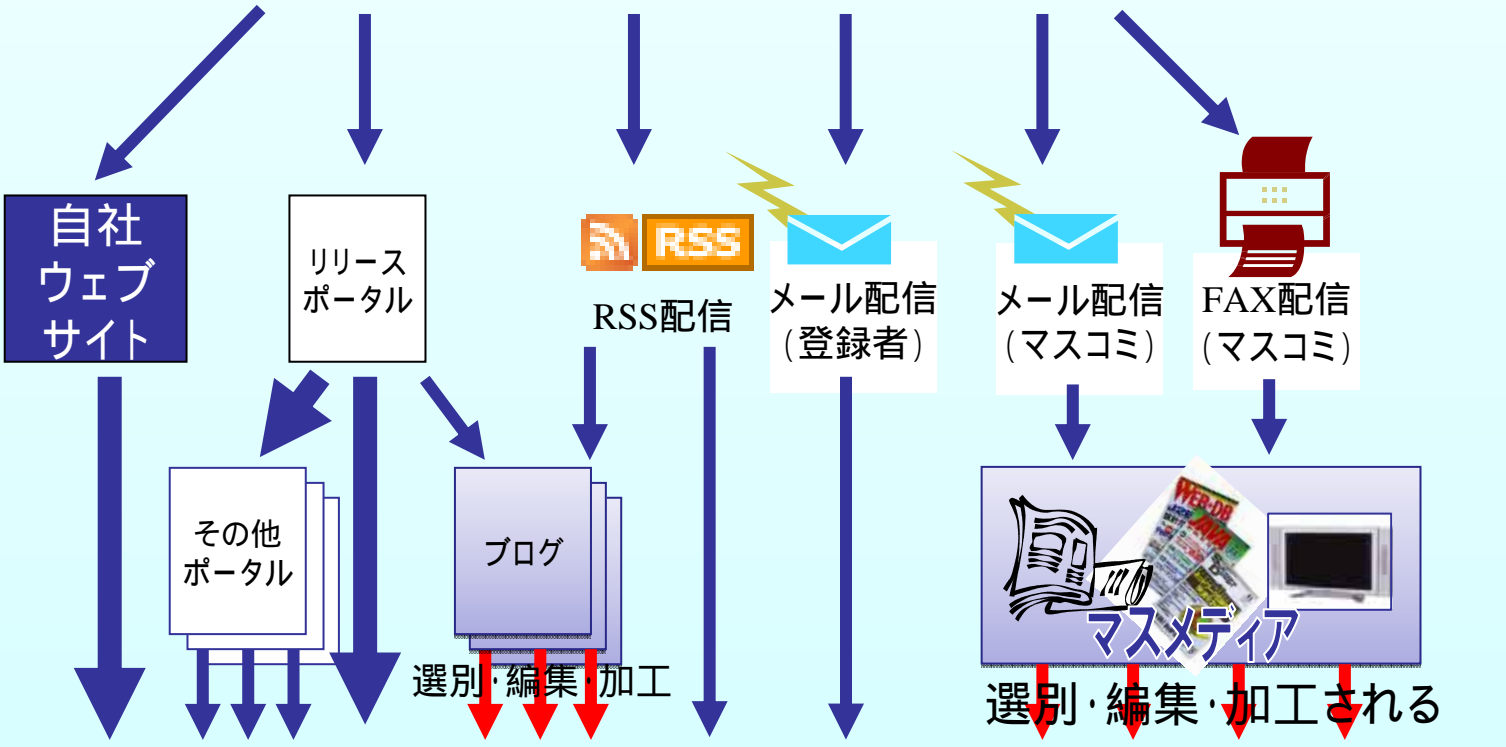 自社
ウェブ
サイト
リリース
ポータル
RSS
RSS配信
メール配信
(登録者)
メール配信
(マスコミ)
FAX配信
(マスコミ)
その他
ポータル
ブログ
WEB+DB
JAVA
マスメディア
選別・編集・加工
選別・編集・加工される